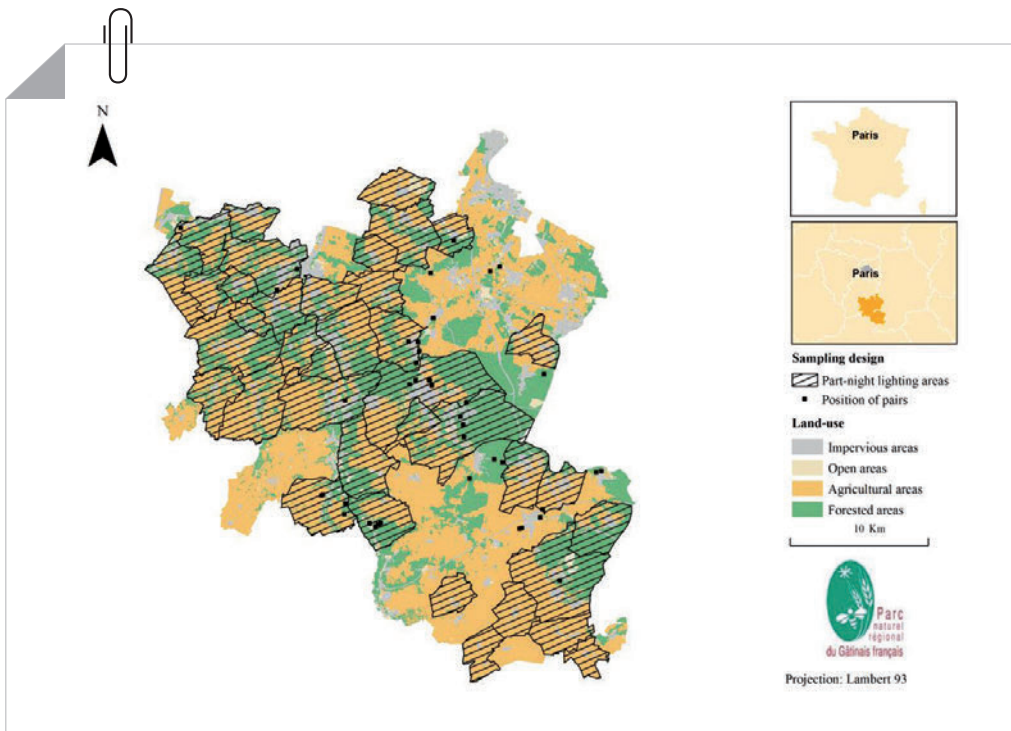 N
Paris
Paris
Sampling design
Part-night lighting areas
Position of pairs
Land-use
Impervious areas
Open areas
Agricultural areas
Forested areas
10 Km
Parc
naturel
régional
du Gâtinais français
Projection: Lambert 93